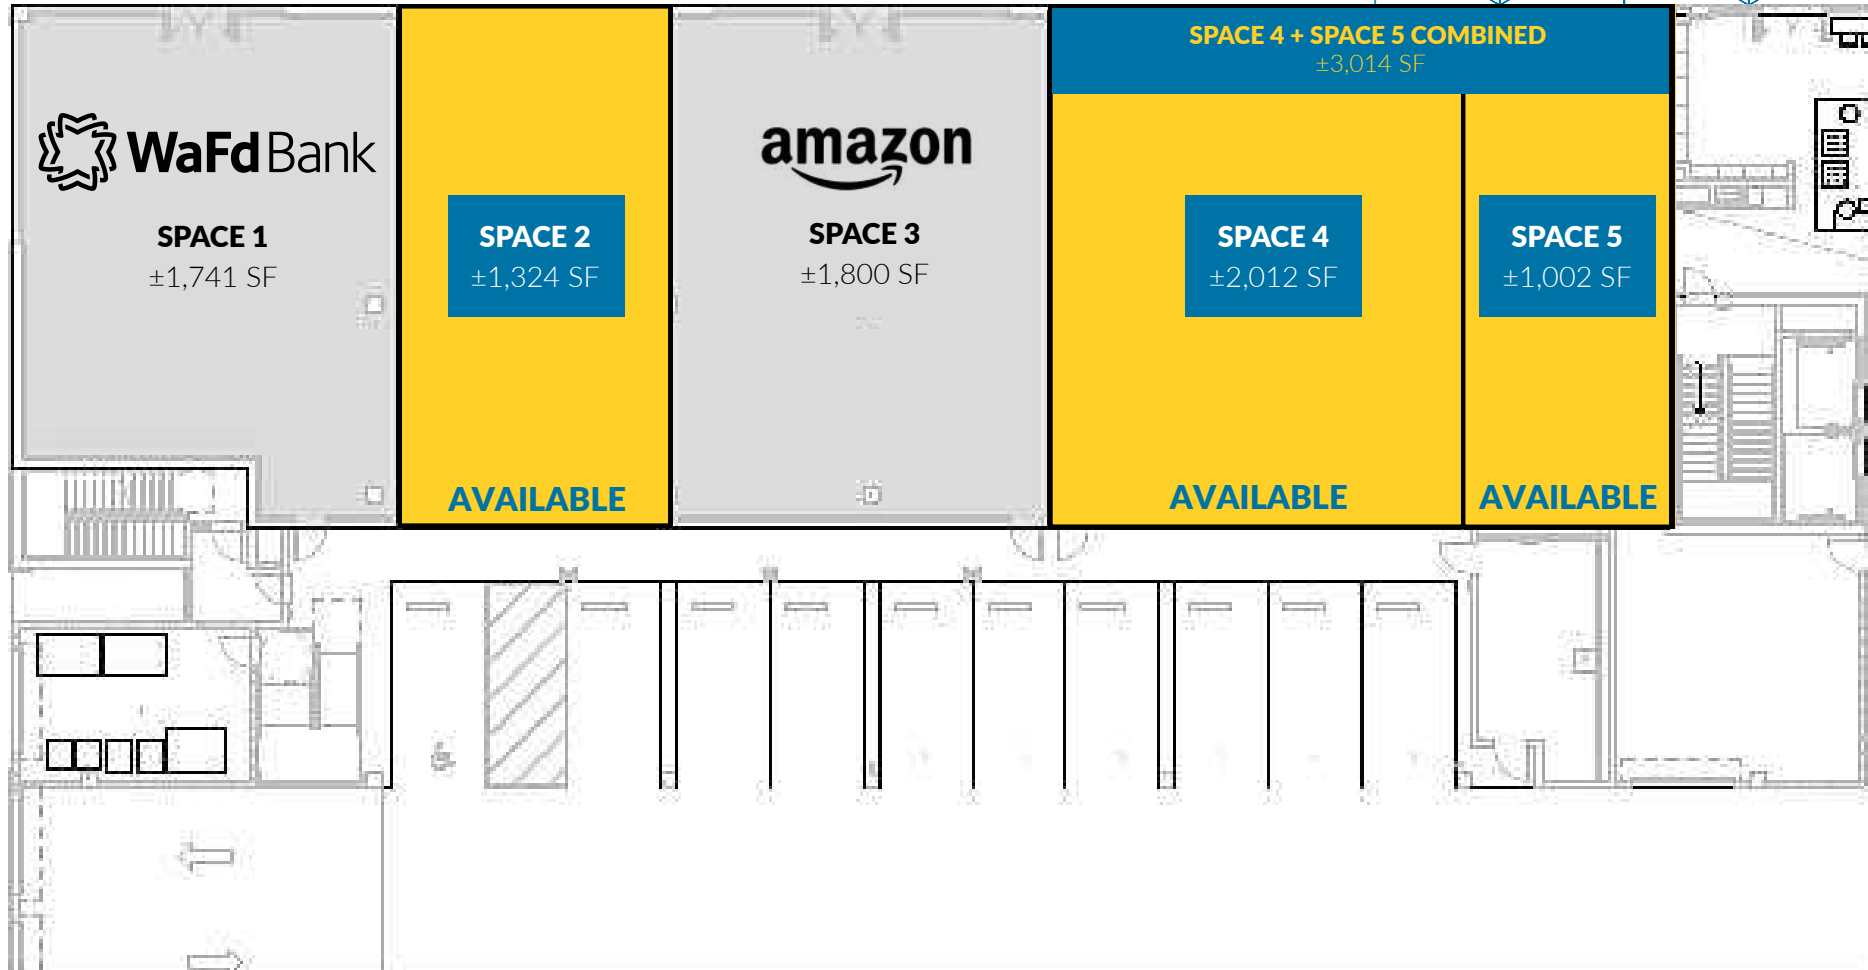 WaFd Bank
SPACE 1
±1,741 SF
SPACE 2
±1,324 SF
AVAILABLE
amazon
SPACE 3
±1,800 SF
SPACE 4 + SPACE 5 COMBINED
±3,014 SF
SPACE 4
±2,012 SF
AVAILABLE
SPACE 5
±1,002 SF
AVAILABLE